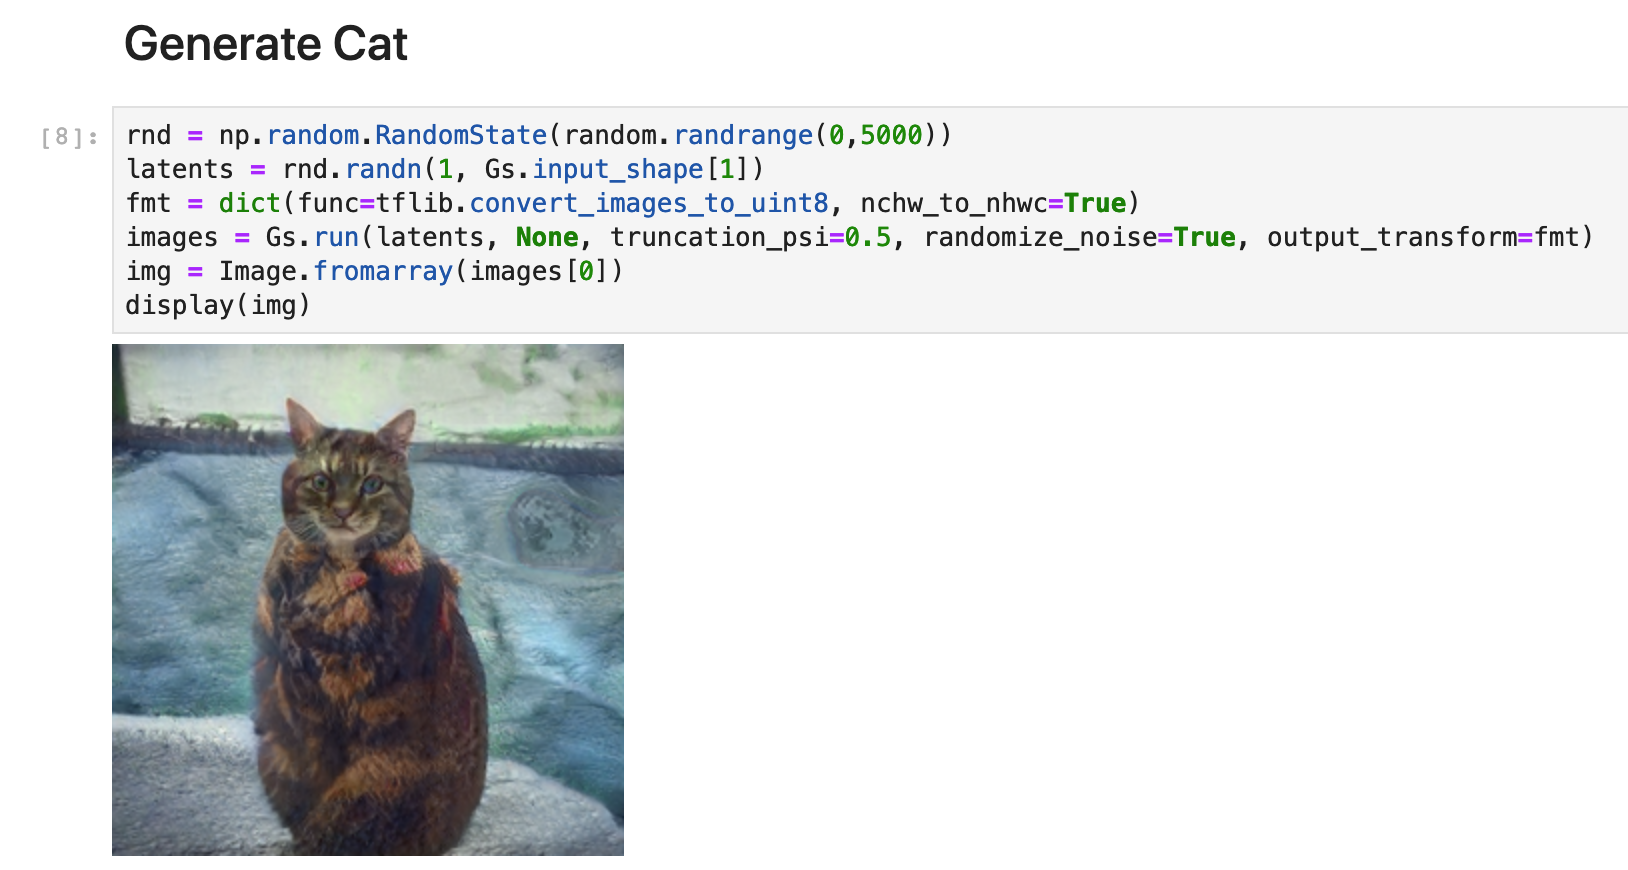 Generate Cat
[8]:
rnd = np.random.RandomState(random.randrange(0,5000))
latents = rnd.randn(1, Gs.input_shape[1])
fmt = dict(func=tflib.convert_images_to_uint8, nchw_to_nhwc=True)
images = Gs.run(latents, None, truncation_psi=0.5, randomize_noise=True, output_transform=fmt)
img = Image.fromarray(images[0])
display(img)